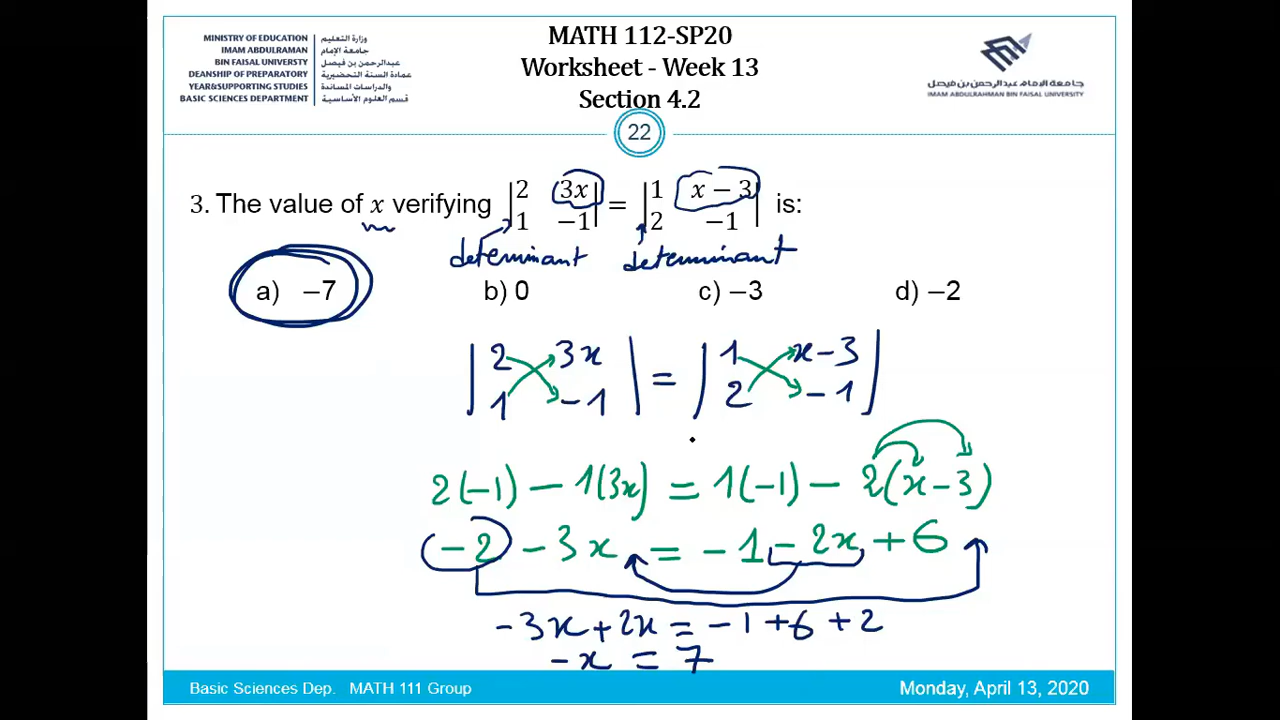 MINISTRY OF EDUCATION
IMAM ABDULRAMAN
BIN FAISAL UNIVERSTY
DEANSHIP OF PREPARATORY
YEAR&SUPPORTING STUDIES
BASIC SCIENCES DEPARTMENT
وزارة التعليم
جامعة الإمام
عبدالرحمن بن فيصل
عمادة السنة التحضيرية
والدراسات المساندة
قسم العلوم الأساسية
MATH 112-SP20
Worksheet - Week 13
Section 4.2
جامعة الإمام عبد الرحمن بن فيصل
IMAM ABDULRAHMAN BIN FAISAL UNIVERSITY
22
3. The value of x verifying |2 3x; 1 −1| = |1 x − 3; 2 −1| is:
determinant determinant
a) −7 b) 0 c) −3 d) −2
|2 3x| = |1 x-3|
|1 -1| |2 -1|
2(-1) - 1(3x) = 1(-1) - 2(x-3)
-2 - 3x = -1 - 2x + 6
-3x + 2x = -1 + 6 + 2
-x = 7
Basic Sciences Dep. MATH 111 Group
Monday, April 13, 2020